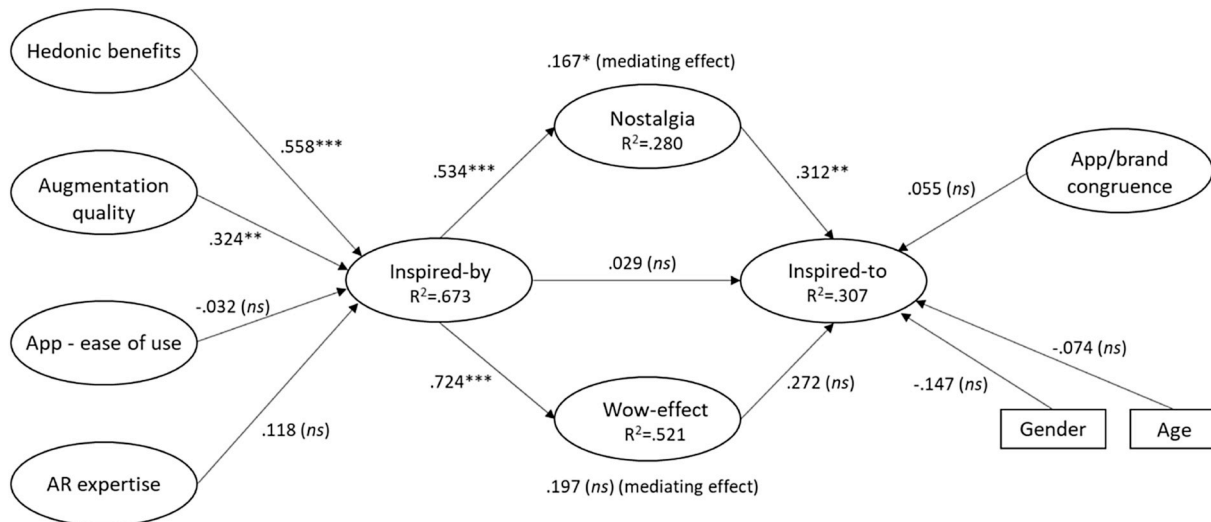 Hedonic benefits
.558***
Augmentation
quality
.324**
App - ease of use
-.032 (ns)
AR expertise
.118 (ns)
Inspired-by
R²=.673
.534***
.167* (mediating effect)
Nostalgia
R²=.280
.312**
.029 (ns)
.724***
Wow-effect
R²=.521
.197 (ns) (mediating effect)
.272 (ns)
Inspired-to
R²=.307
App/brand
congruence
.055 (ns)
-.147 (ns)
Gender
-.074 (ns)
Age